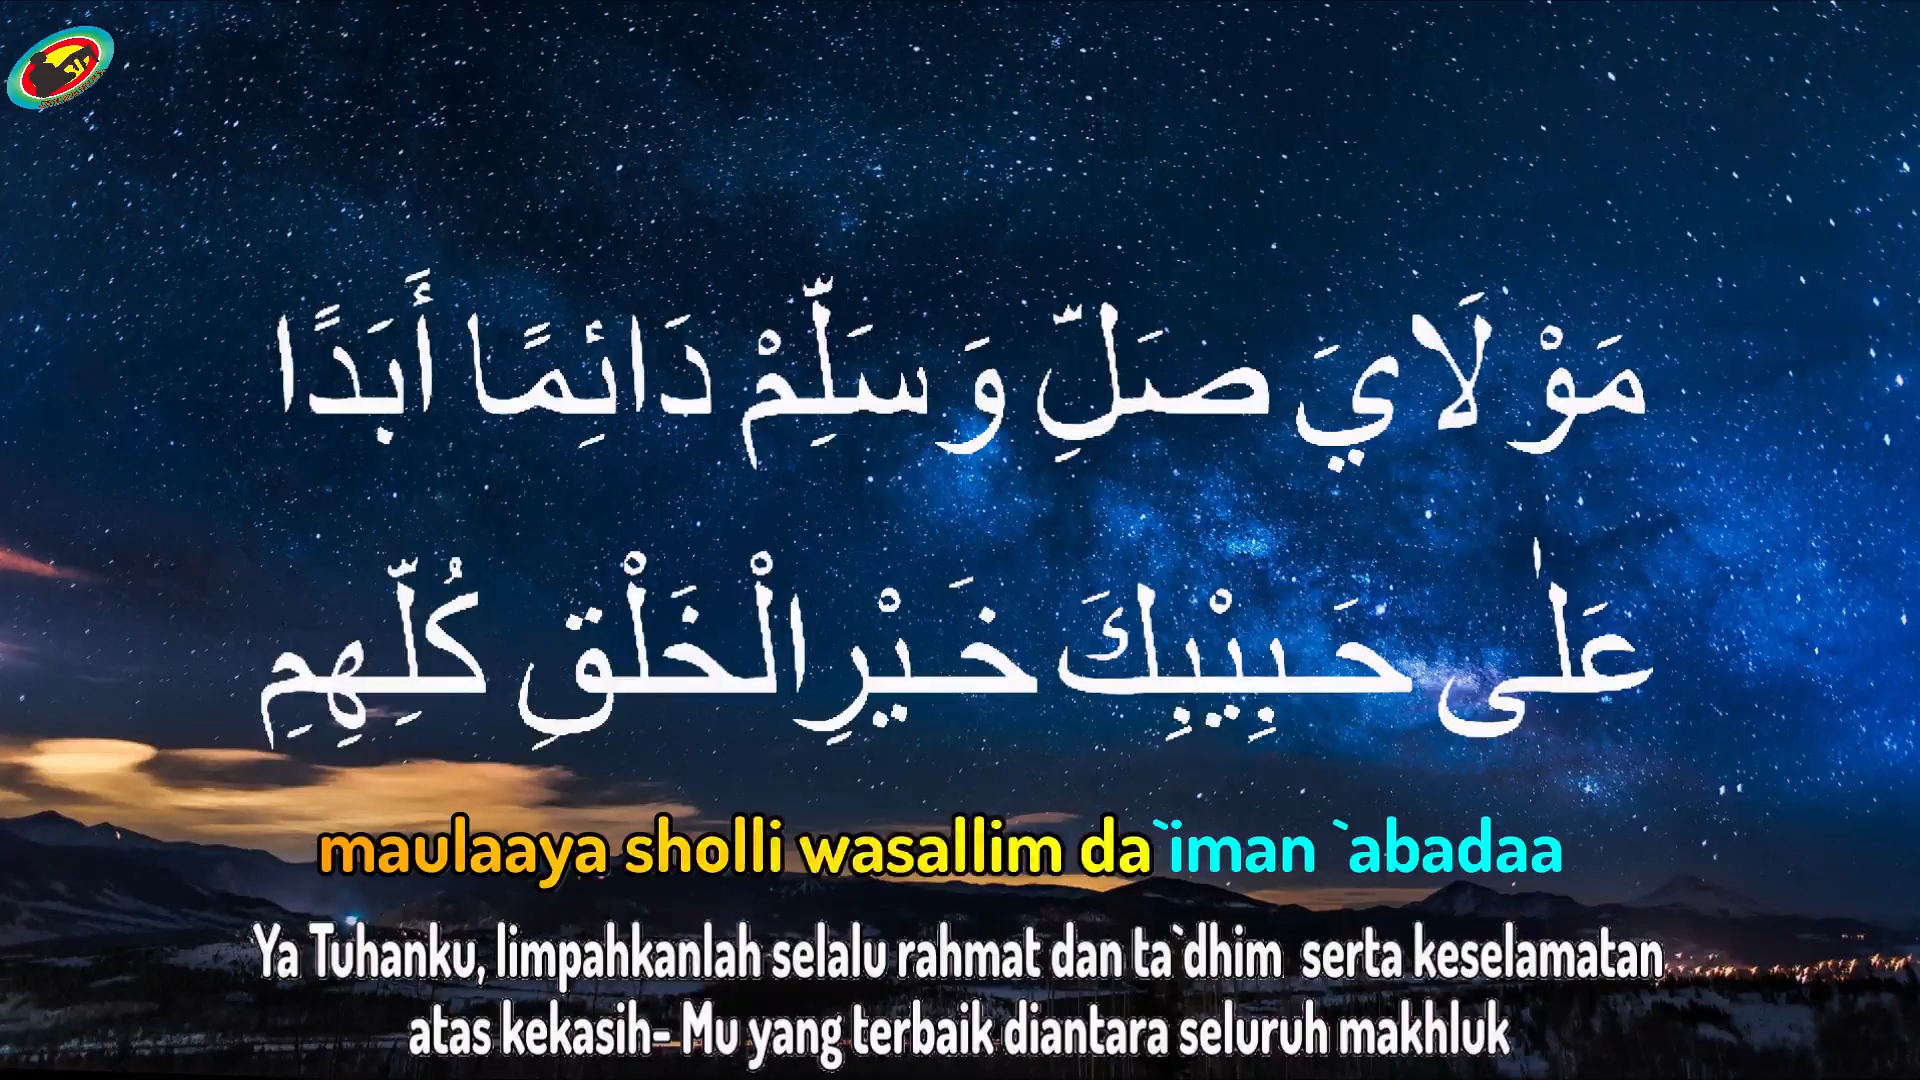 مَوْلَايَ صَلِّ وَسَلِّمْ دَائِمًا أَبَدًا
عَلٰى حَبِيْبِكَ خَيْرِالْخَلْقِ كُلِّهِمِ
maulaaya sholli wasallim da`iman `abadaa
Ya Tuhanku, limpahkanlah selalu rahmat dan ta`dhim serta keselamatan
atas kekasih- Mu yang terbaik diantara seluruh makhluk